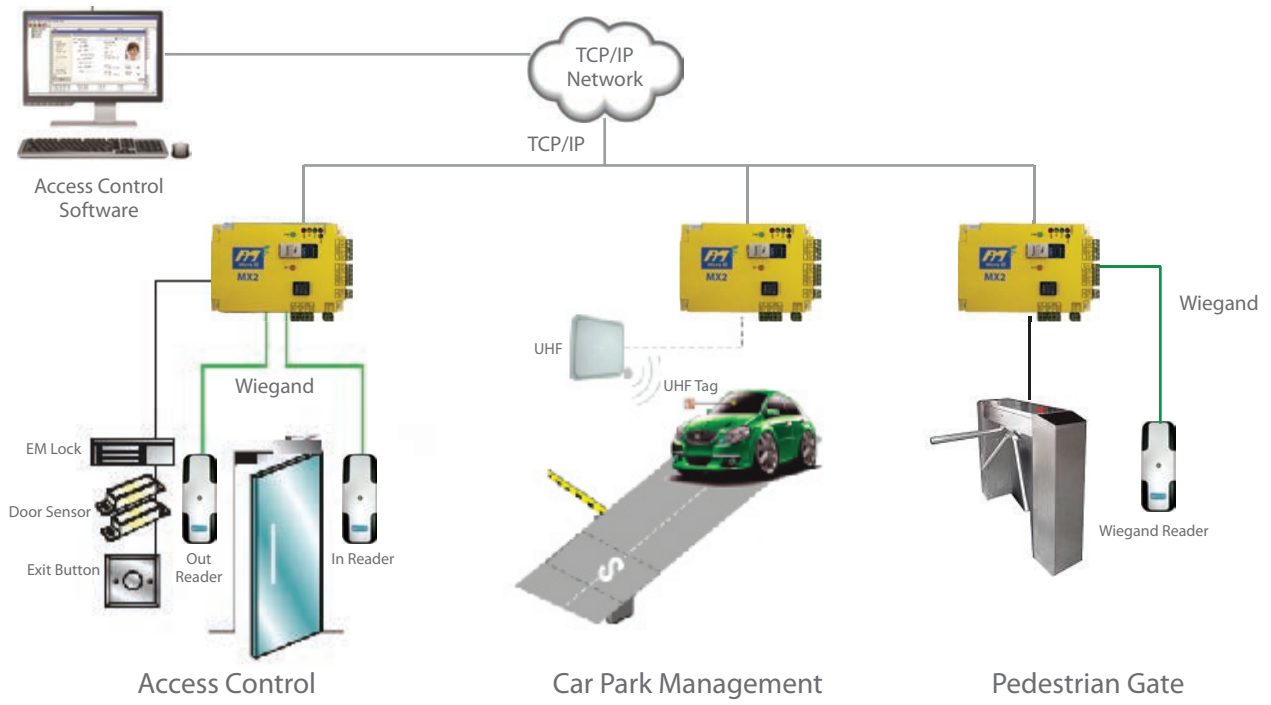 TCP/IP
Network
TCP/IP
Access Control
Software
MX2
MX2
MX2
Wiegand
UHF
UHF Tag
Wiegand
EM Lock
Door Sensor
Exit Button
Out
Reader
In Reader
S
Wiegand Reader
Access Control
Car Park Management
Pedestrian Gate